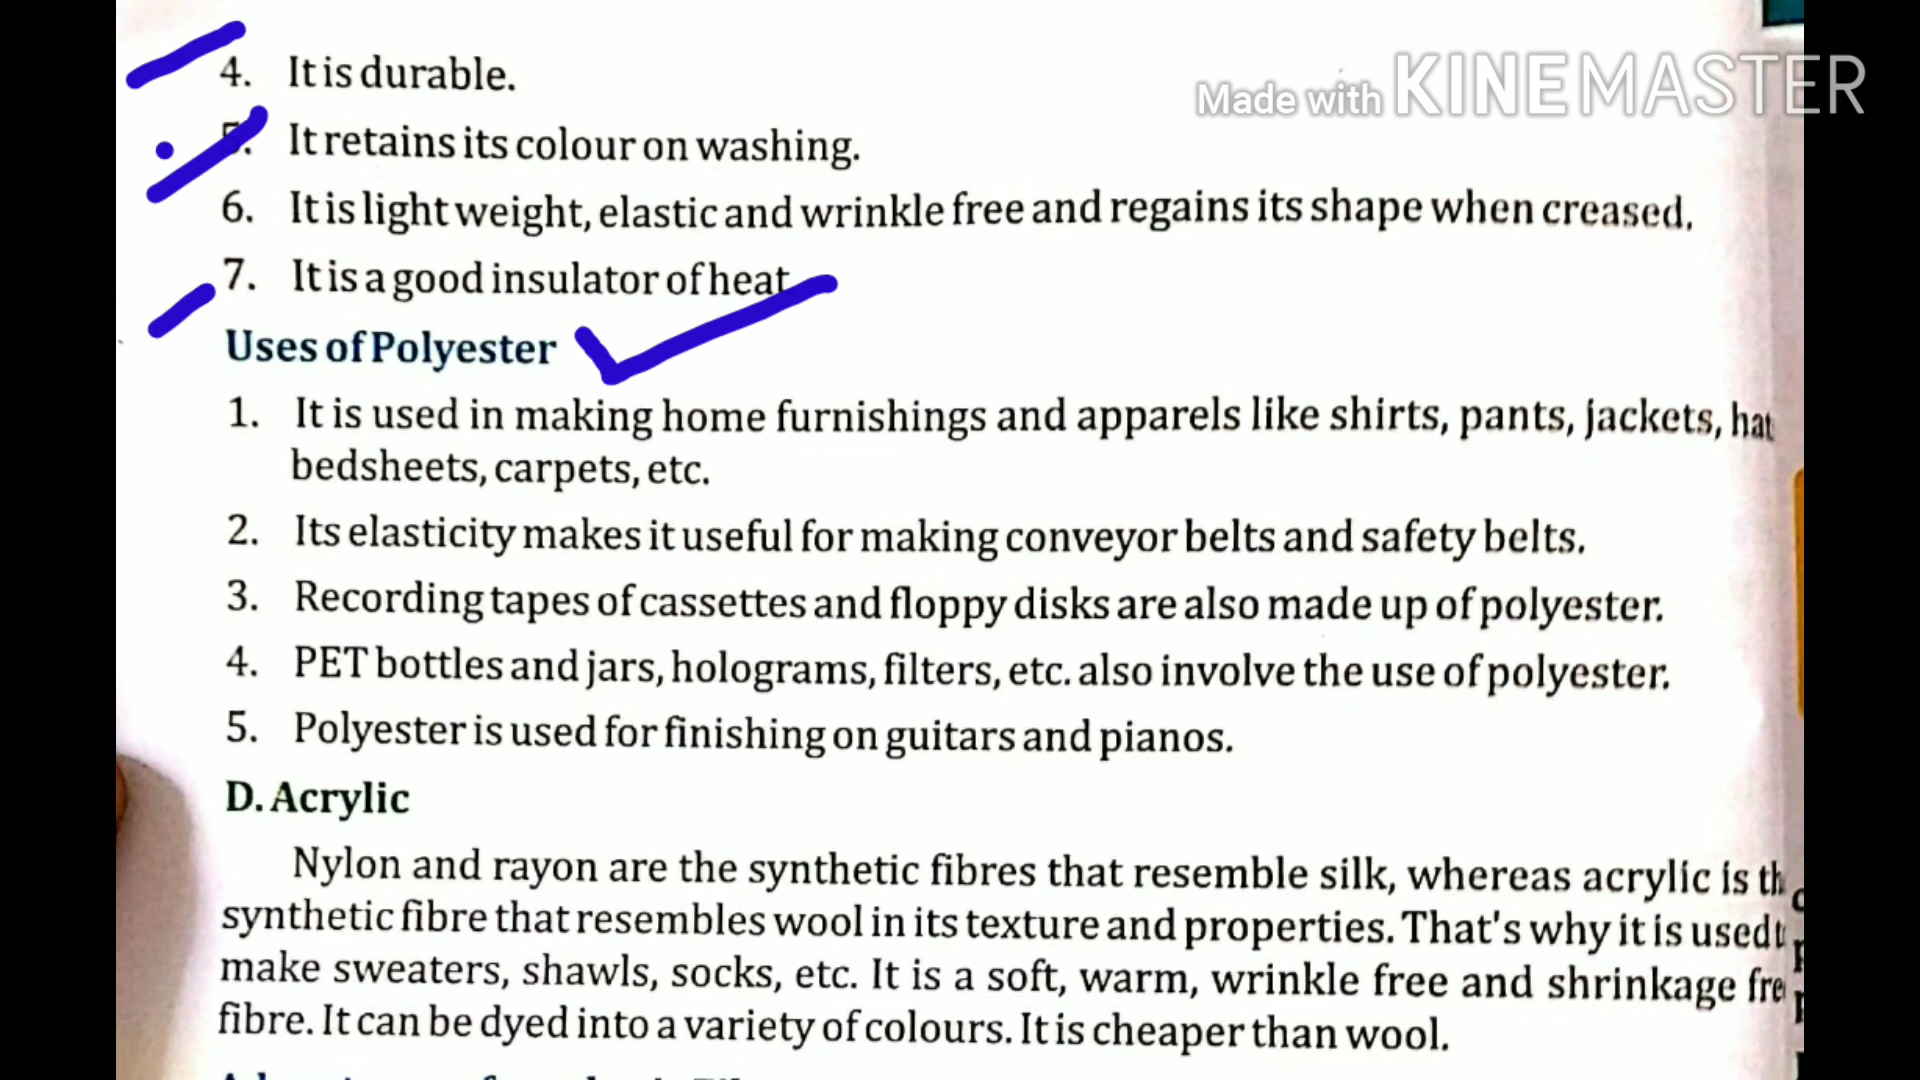 Made with KINEMASTER
4. It is durable.
5. It retains its colour on washing.
6. It is light weight, elastic and wrinkle free and regains its shape when creased.
7. It is a good insulator of heat
Uses of Polyester
1. It is used in making home furnishings and apparels like shirts, pants, jackets, hat
bedsheets, carpets, etc.
2. Its elasticity makes it useful for making conveyor belts and safety belts.
3. Recording tapes of cassettes and floppy disks are also made up of polyester.
4. PET bottles and jars, holograms, filters, etc. also involve the use of polyester.
5. Polyester is used for finishing on guitars and pianos.
D. Acrylic
Nylon and rayon are the synthetic fibres that resemble silk, whereas acrylic is th
synthetic fibre that resembles wool in its texture and properties. That's why it is used t
make sweaters, shawls, socks, etc. It is a soft, warm, wrinkle free and shrinkage fre
fibre. It can be dyed into a variety of colours. It is cheaper than wool.